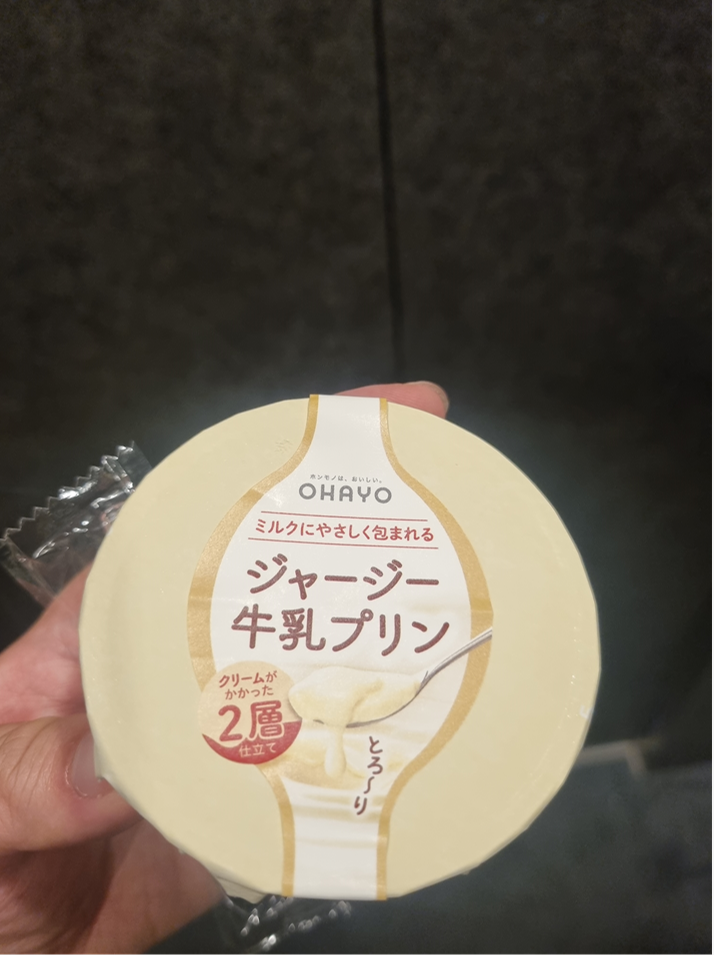 ホンモノは、おいしい。
OHAYO
ミルクにやさしく包まれる
ジャージー
牛乳プリン
クリームが
かかった
2層
仕立て
とろ〜り